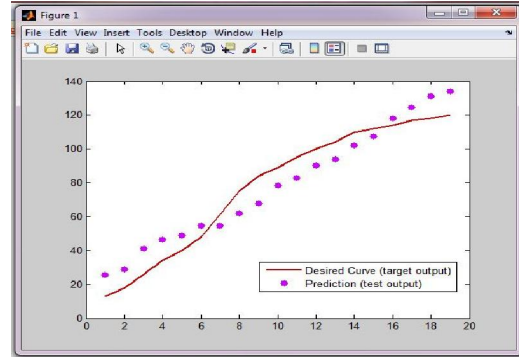 Figure 1
File Edit View Insert Tools Desktop Window Help
140
120
100
80
60
40
20
0
0 2 4 6 8 10 12 14 16 18 20
Desired Curve (target output)
Prediction (test output)